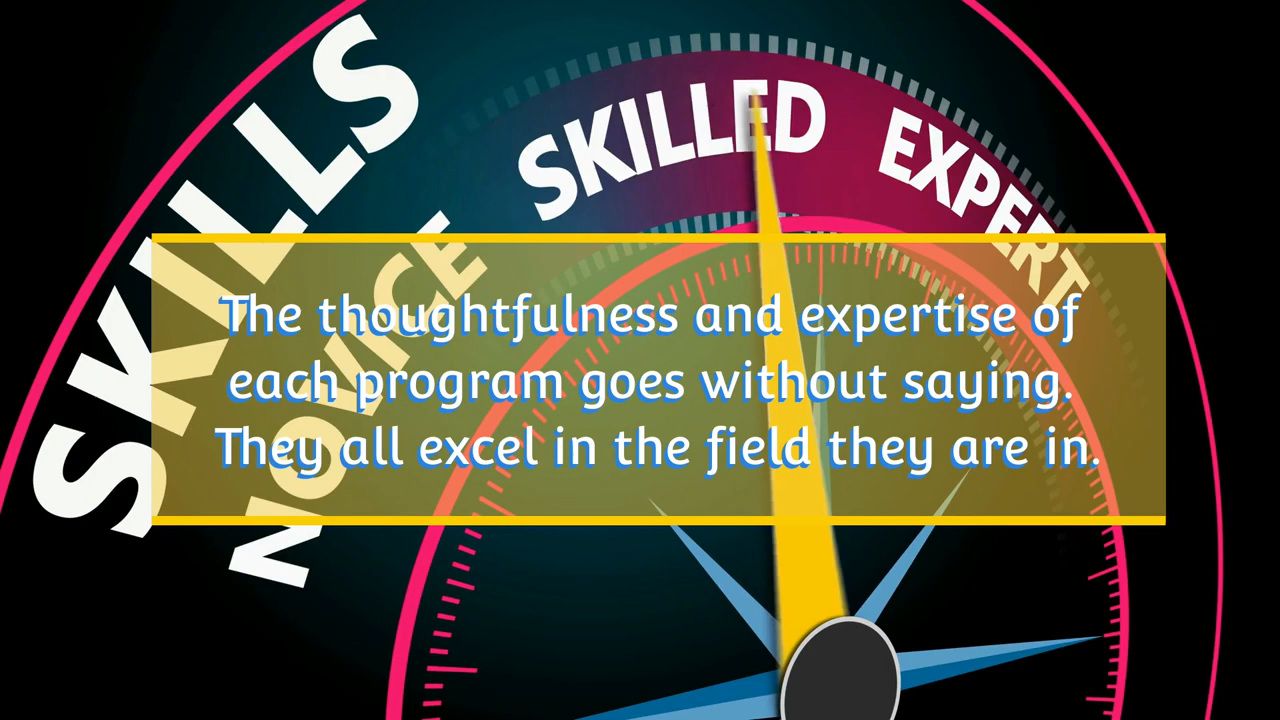 SKILLS
NOVICE
SKILLED
EXPERT
The thoughtfulness and expertise of
each program goes without saying.
They all excel in the field they are in.